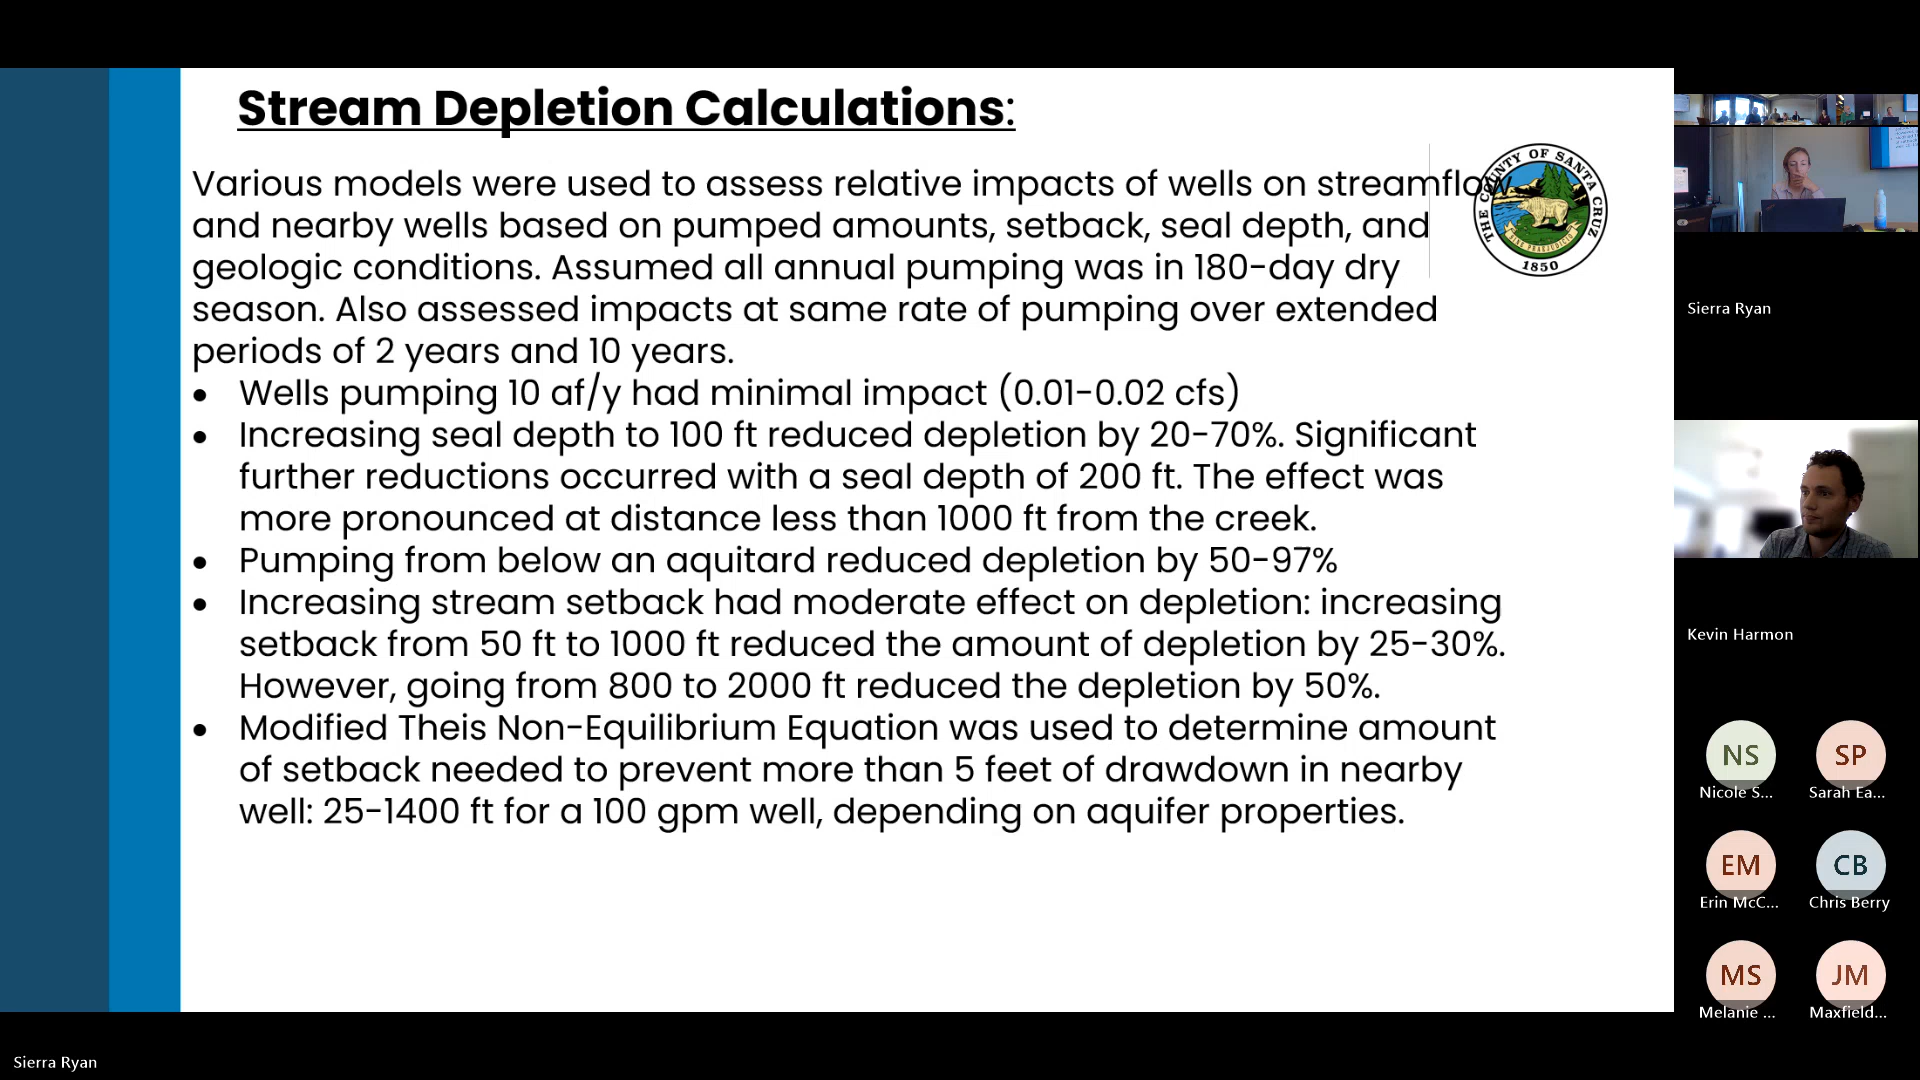 Stream Depletion Calculations:
Various models were used to assess relative impacts of wells on streamflow
and nearby wells based on pumped amounts, setback, seal depth, and
geologic conditions. Assumed all annual pumping was in 180-day dry
season. Also assessed impacts at same rate of pumping over extended
periods of 2 years and 10 years.
• Wells pumping 10 af/y had minimal impact (0.01-0.02 cfs)
• Increasing seal depth to 100 ft reduced depletion by 20-70%. Significant
further reductions occurred with a seal depth of 200 ft. The effect was
more pronounced at distance less than 1000 ft from the creek.
• Pumping from below an aquitard reduced depletion by 50-97%
• Increasing stream setback had moderate effect on depletion: increasing
setback from 50 ft to 1000 ft reduced the amount of depletion by 25-30%.
However, going from 800 to 2000 ft reduced the depletion by 50%.
• Modified Theis Non-Equilibrium Equation was used to determine amount
of setback needed to prevent more than 5 feet of drawdown in nearby
well: 25-1400 ft for a 100 gpm well, depending on aquifer properties.
THE COUNTY OF SANTA CRUZ
1850
Sierra Ryan
Kevin Harmon
NS
Nicole S...
SP
Sarah Ea...
EM
Erin McC...
CB
Chris Berry
MS
Melanie ...
JM
Maxfield...
Sierra Ryan